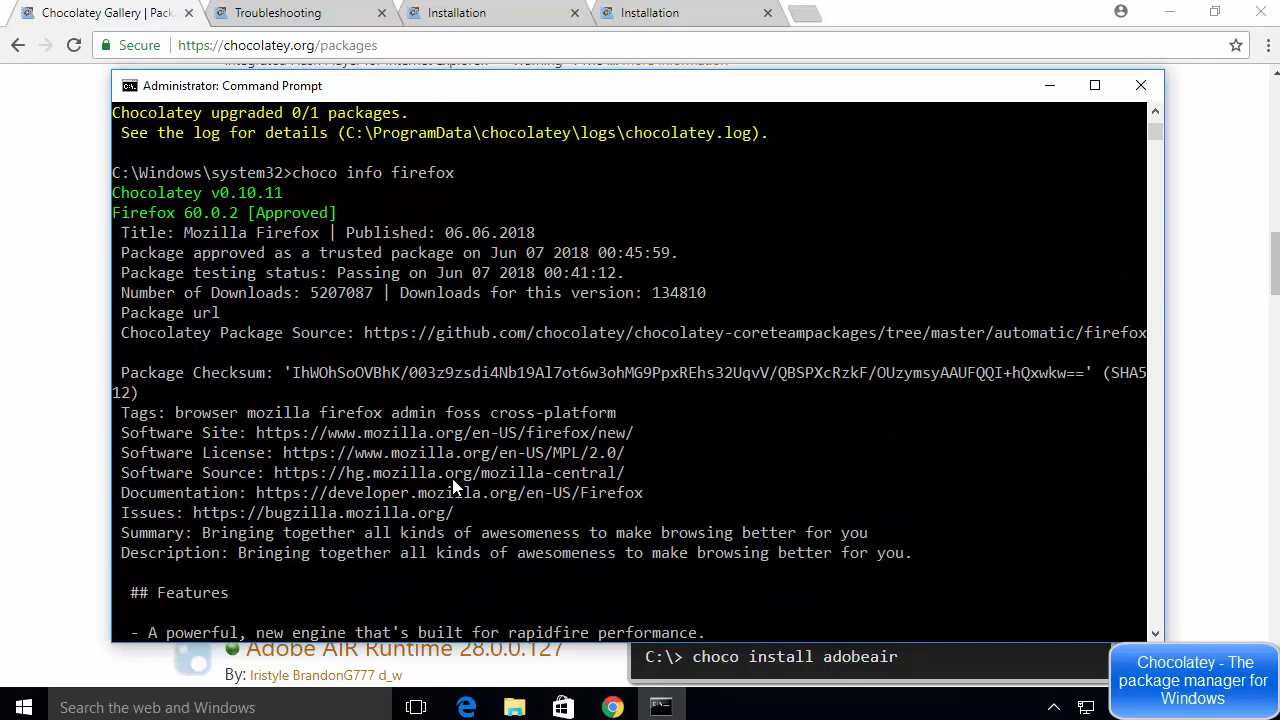 Chocolatey Gallery | Pack
Troubleshooting
Installation
Installation
Secure
https://chocolatey.org/packages
Administrator: Command Prompt
Chocolatey upgraded 0/1 packages.
See the log for details (C:\ProgramData\chocolatey\logs\chocolatey.log).
C:\Windows\system32>choco info firefox
Chocolatey v0.10.11
Firefox 60.0.2 [Approved]
Title: Mozilla Firefox | Published: 06.06.2018
Package approved as a trusted package on Jun 07 2018 00:45:59.
Package testing status: Passing on Jun 07 2018 00:41:12.
Number of Downloads: 5207087 | Downloads for this version: 134810
Package url
Chocolatey Package Source: https://github.com/chocolatey/chocolatey-coreteampackages/tree/master/automatic/firefox
Package Checksum: 'IhWOhSoOVBhK/003z9zsdi4Nb19Al7ot6w3ohMG9PpxREhs32UqvV/QBSPXcRzkF/OUzymsyAAUFQQI+hQxwkw==' (SHA5
12)
Tags: browser mozilla firefox admin foss cross-platform
Software Site: https://www.mozilla.org/en-US/firefox/new/
Software License: https://www.mozilla.org/en-US/MPL/2.0/
Software Source: https://hg.mozilla.org/mozilla-central/
Documentation: https://developer.mozilla.org/en-US/Firefox
Issues: https://bugzilla.mozilla.org/
Summary: Bringing together all kinds of awesomeness to make browsing better for you
Description: Bringing together all kinds of awesomeness to make browsing better for you.
## Features
- A powerful, new engine that's built for rapidfire performance.
Adobe AIR Runtime 28.0.0.127
By: Iristyle BrandonG777 d_w
C:\> choco install adobeair
Chocolatey - The
package manager for
Windows
Search the web and Windows